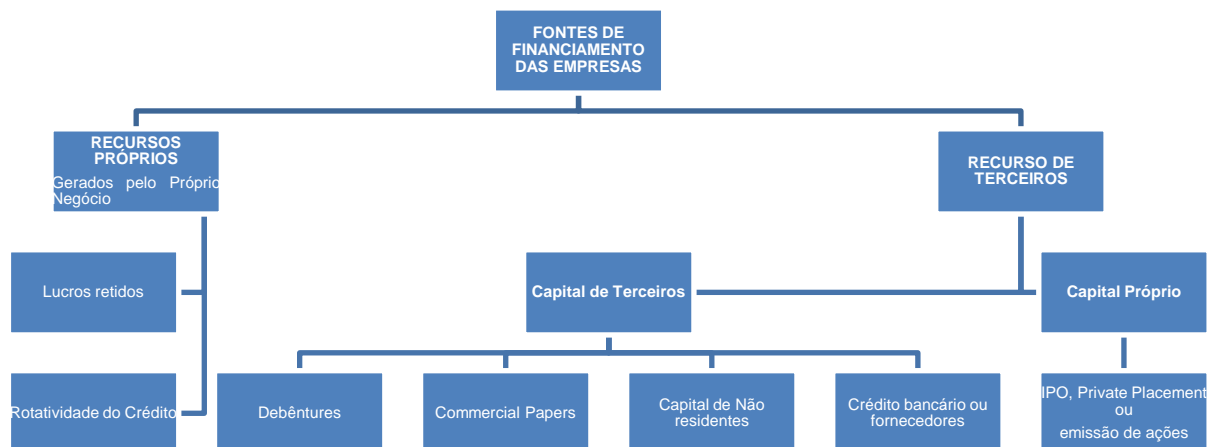 FONTES DE
FINANCIAMENTO
DAS EMPRESAS
RECURSOS
PRÓPRIOS
Gerados pelo Próprio
Negócio
RECURSO DE
TERCEIROS
Lucros retidos
Capital de Terceiros
Capital Próprio
Rotatividade do Crédito
Debêntures
Commercial Papers
Capital de Não
residentes
Crédito bancário ou
fornecedores
IPO, Private Placement
ou
emissão de ações